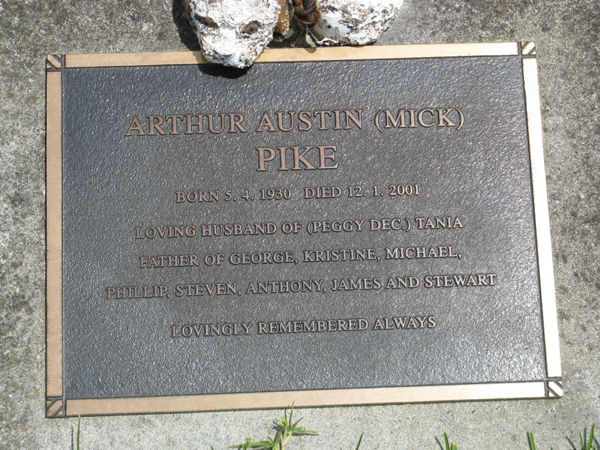 ARTHUR AUSTIN (MICK)
PIKE
BORN 5. 4. 1930 DIED 12. 1. 2001
LOVING HUSBAND OF (PEGGY DEC.) TANIA
FATHER OF GEORGE, KRISTINE, MICHAEL,
PHILLIP, STEVEN, ANTHONY, JAMES AND STEWART
LOVINGLY REMEMBERED ALWAYS